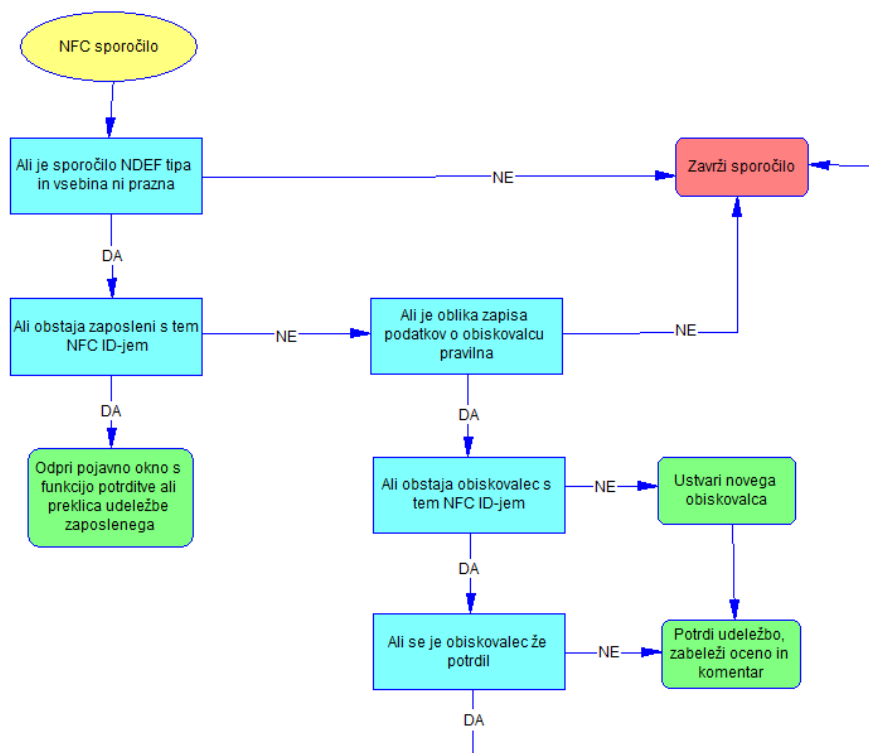 NFC sporočilo
Ali je sporočilo NDEF tipa
in vsebina ni prazna
NE
Zavrži sporočilo
DA
Ali obstaja zaposleni s tem
NFC ID-jem
NE
Ali je oblika zapisa
podatkov o obiskovalcu
pravilna
NE
DA
DA
Odpri pojavno okno s
funkcijo potrditve ali
preklica udeležbe
zaposlenega
Ali obstaja obiskovalec s
tem NFC ID-jem
NE
Ustvari novega
obiskovalca
DA
Ali se je obiskovalec že
potrdil
NE
Potrdi udeležbo,
zabeleži oceno in
komentar
DA